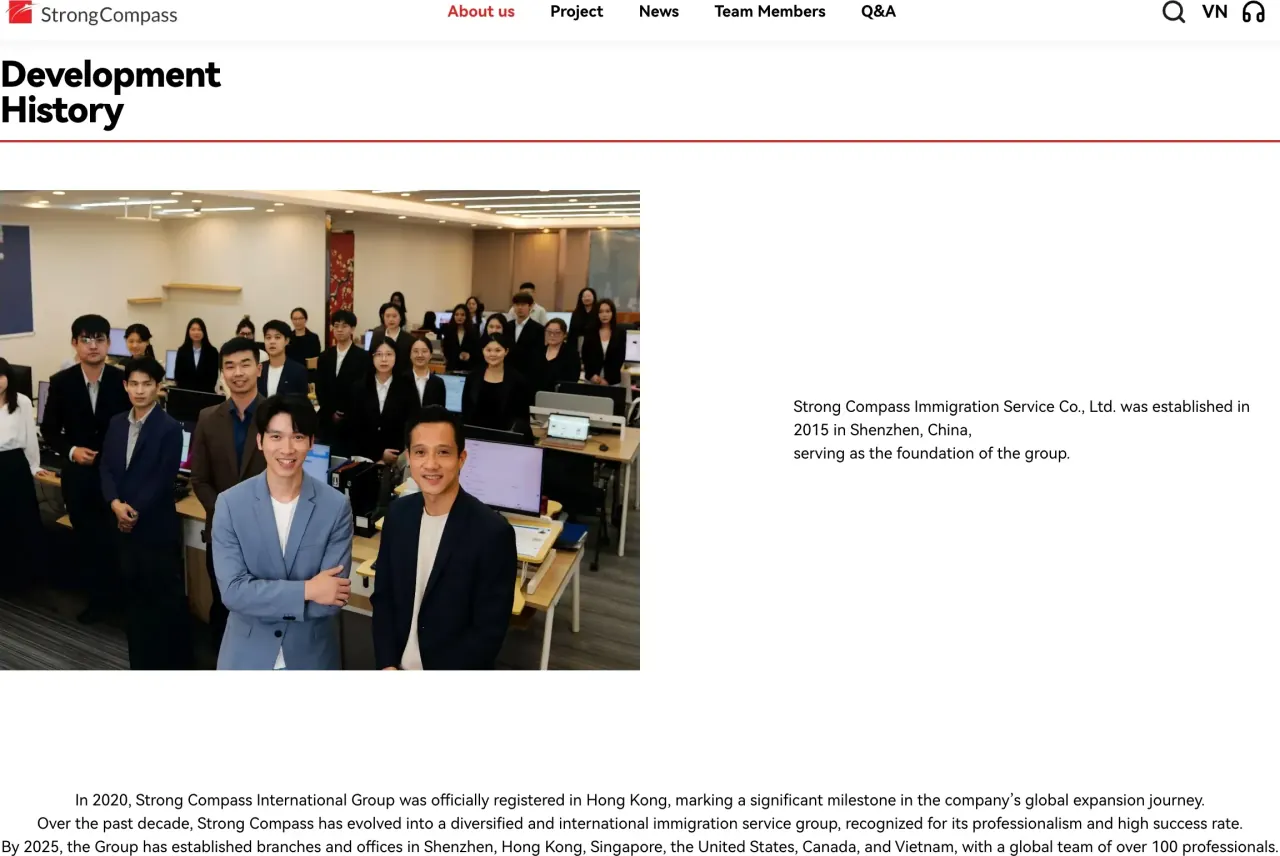 StrongCompass
About us
Project
News
Team Members
Q&A
VN
Development
History
Strong Compass Immigration Service Co., Ltd. was established in
2015 in Shenzhen, China,
serving as the foundation of the group.
In 2020, Strong Compass International Group was officially registered in Hong Kong, marking a significant milestone in the company’s global expansion journey.
Over the past decade, Strong Compass has evolved into a diversified and international immigration service group, recognized for its professionalism and high success rate.
By 2025, the Group has established branches and offices in Shenzhen, Hong Kong, Singapore, the United States, Canada, and Vietnam, with a global team of over 100 professionals.